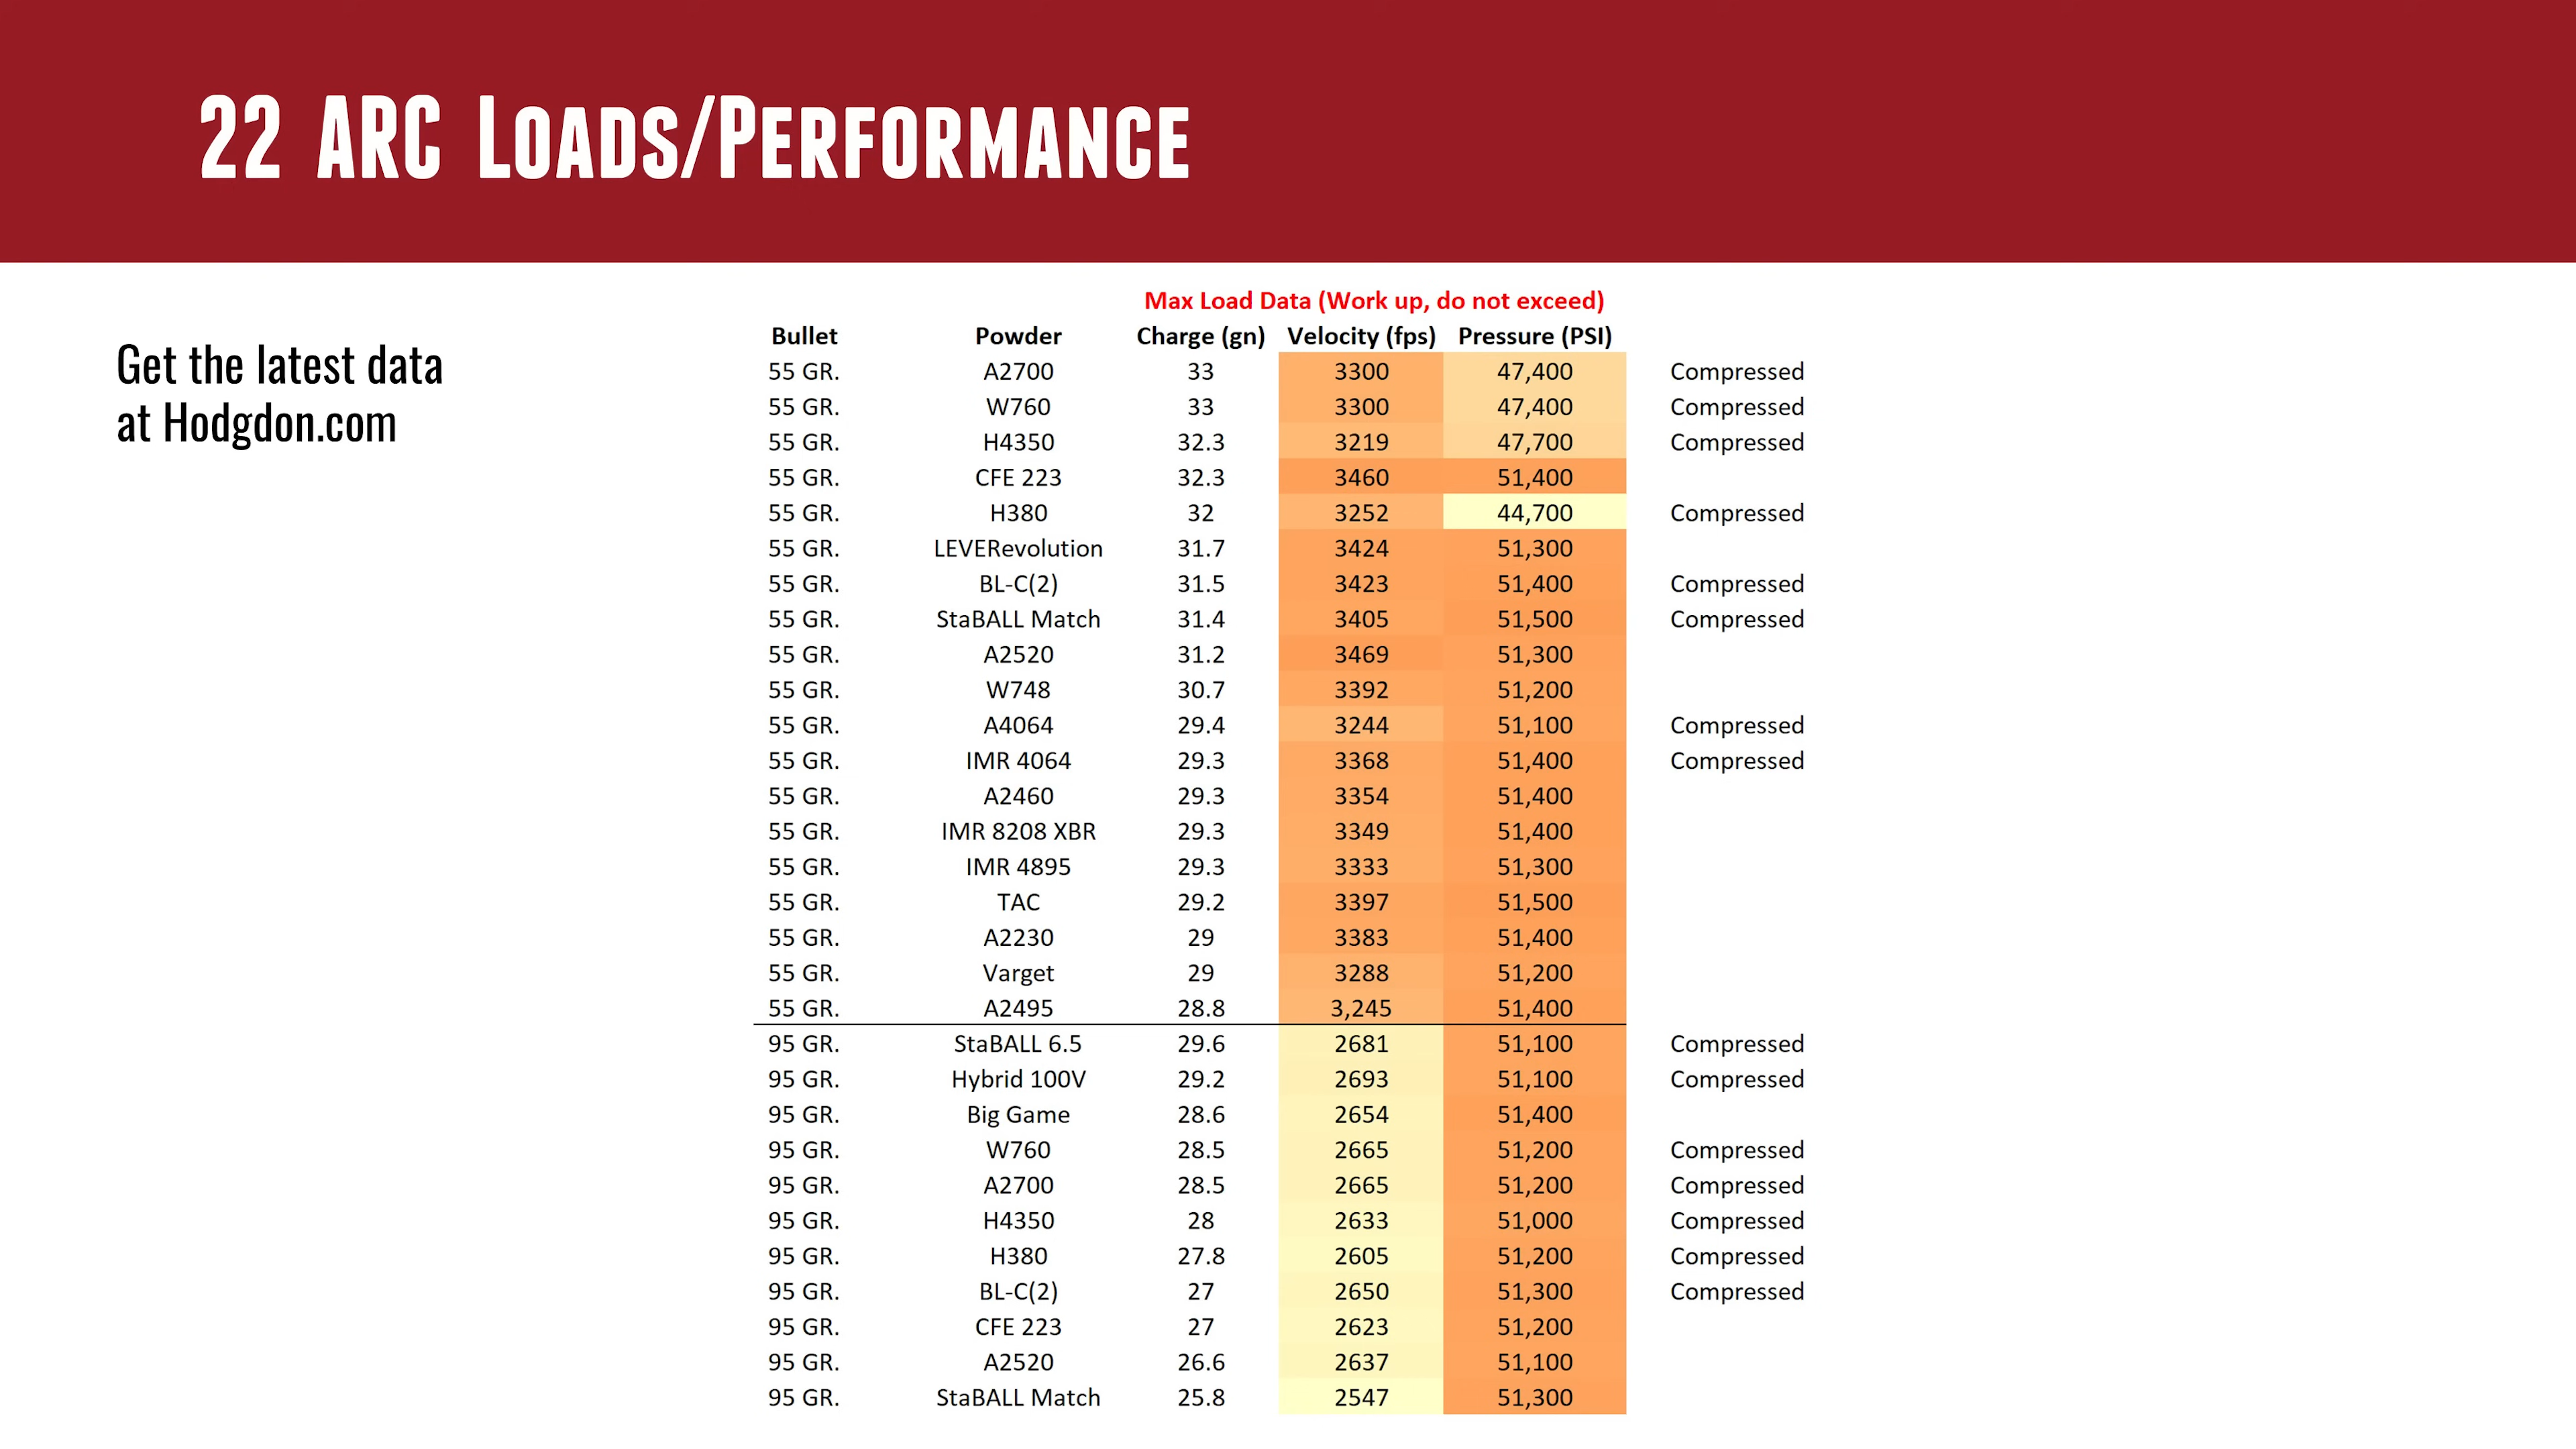 22 ARC Loads/Performance
Get the latest data
at Hodgdon.com
Max Load Data (Work up, do not exceed)
Bullet Powder Charge (gn) Velocity (fps) Pressure (PSI)
55 GR. A2700 33 3300 47,400 Compressed
55 GR. W760 33 3300 47,400 Compressed
55 GR. H4350 32.3 3219 47,700 Compressed
55 GR. CFE 223 32.3 3460 51,400
55 GR. H380 32 3252 44,700 Compressed
55 GR. LEVERevolution 31.7 3424 51,300
55 GR. BL-C(2) 31.5 3423 51,400 Compressed
55 GR. StaBALL Match 31.4 3405 51,500 Compressed
55 GR. A2520 31.2 3469 51,300
55 GR. W748 30.7 3392 51,200
55 GR. A4064 29.4 3244 51,100 Compressed
55 GR. IMR 4064 29.3 3368 51,400 Compressed
55 GR. A2460 29.3 3354 51,400
55 GR. IMR 8208 XBR 29.3 3349 51,400
55 GR. IMR 4895 29.3 3333 51,300
55 GR. TAC 29.2 3397 51,500
55 GR. A2230 29 3383 51,400
55 GR. Varget 29 3288 51,200
55 GR. A2495 28.8 3,245 51,400
95 GR. StaBALL 6.5 29.6 2681 51,100 Compressed
95 GR. Hybrid 100V 29.2 2693 51,100 Compressed
95 GR. Big Game 28.6 2654 51,400
95 GR. W760 28.5 2665 51,200 Compressed
95 GR. A2700 28.5 2665 51,200 Compressed
95 GR. H4350 28 2633 51,000 Compressed
95 GR. H380 27.8 2605 51,200 Compressed
95 GR. BL-C(2) 27 2650 51,300 Compressed
95 GR. CFE 223 27 2623 51,200
95 GR. A2520 26.6 2637 51,100
95 GR. StaBALL Match 25.8 2547 51,300